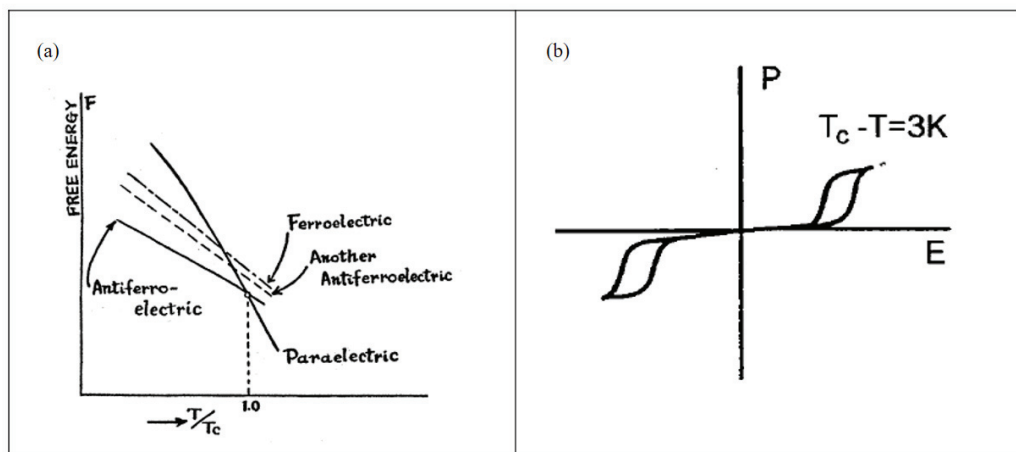 (a)
FREE ENERGY
F
Ferroelectric
Another
Antiferroelectric
Antiferro-
electric
Paraelectric
1.0
T/Tc
(b)
P
Tc -T=3K
E